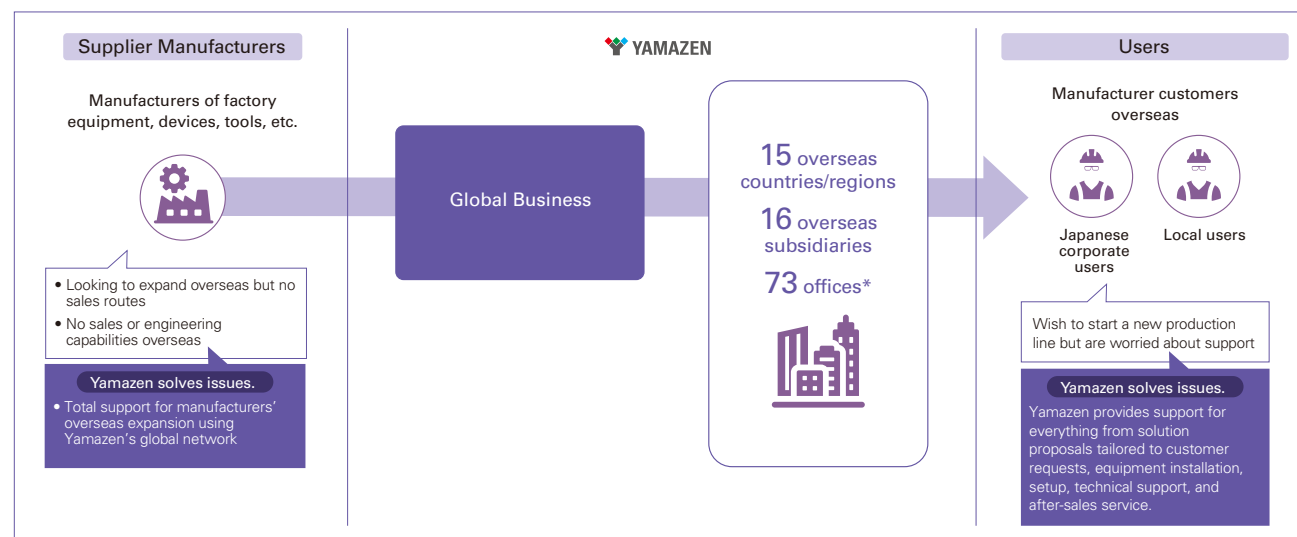 Supplier Manufacturers
Manufacturers of factory
equipment, devices, tools, etc.
• Looking to expand overseas but no
sales routes
• No sales or engineering
capabilities overseas
Yamazen solves issues.
• Total support for manufacturers’
overseas expansion using
Yamazen’s global network
YAMAZEN
Global Business
15 overseas
countries/regions
16 overseas
subsidiaries
73 offices*
Users
Manufacturer customers
overseas
Japanese
corporate
users
Local users
Wish to start a new production
line but are worried about support
Yamazen solves issues.
Yamazen provides support for
everything from solution
proposals tailored to customer
requests, equipment installation,
setup, technical support, and
after-sales service.